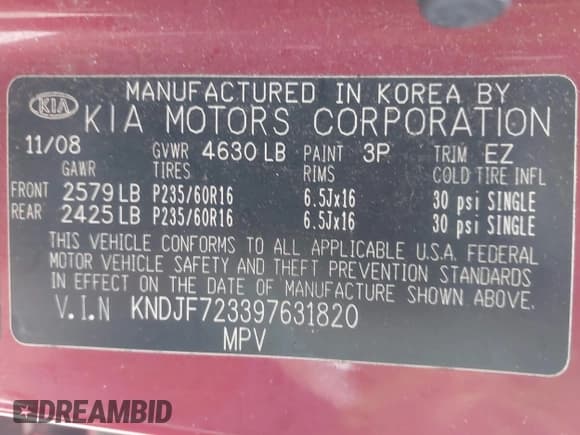 MANUFACTURED IN KOREA BY
KIA KIA MOTORS CORPORATION
11/08 GVWR 4630 LB PAINT 3P TRIM EZ
GAWR TIRES RIMS COLD TIRE INFL
FRONT 2579 LB P235/60R16 6.5Jx16 30 psi SINGLE
REAR 2425 LB P235/60R16 6.5Jx16 30 psi SINGLE
THIS VEHICLE CONFORMS TO ALL APPLICABLE U.S.A. FEDERAL
MOTOR VEHICLE SAFETY AND THEFT PREVENTION STANDARDS
IN EFFECT ON THE DATE OF MANUFACTURE SHOWN ABOVE.
V.I.N KNDJF723397631820
MPV
DREAMBID